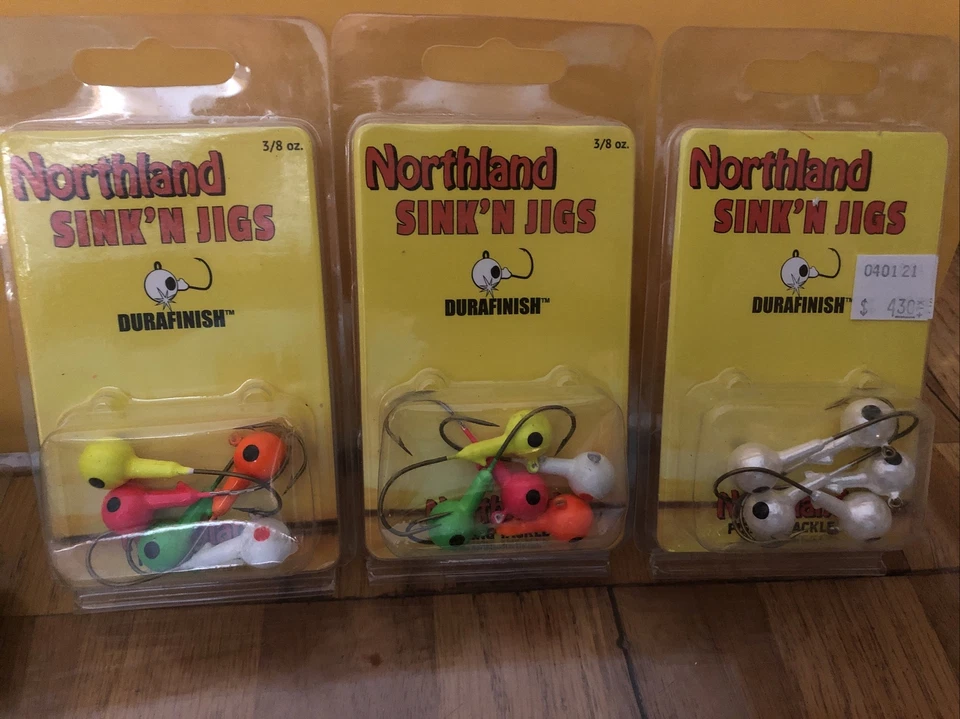 3/8 oz.
Northland
SINK'N JIGS
DURAFINISH™
3/8 oz.
Northland
SINK'N JIGS
DURAFINISH™
Northland
SINK'N JIGS
040121
$ 430
DURAFINISH™